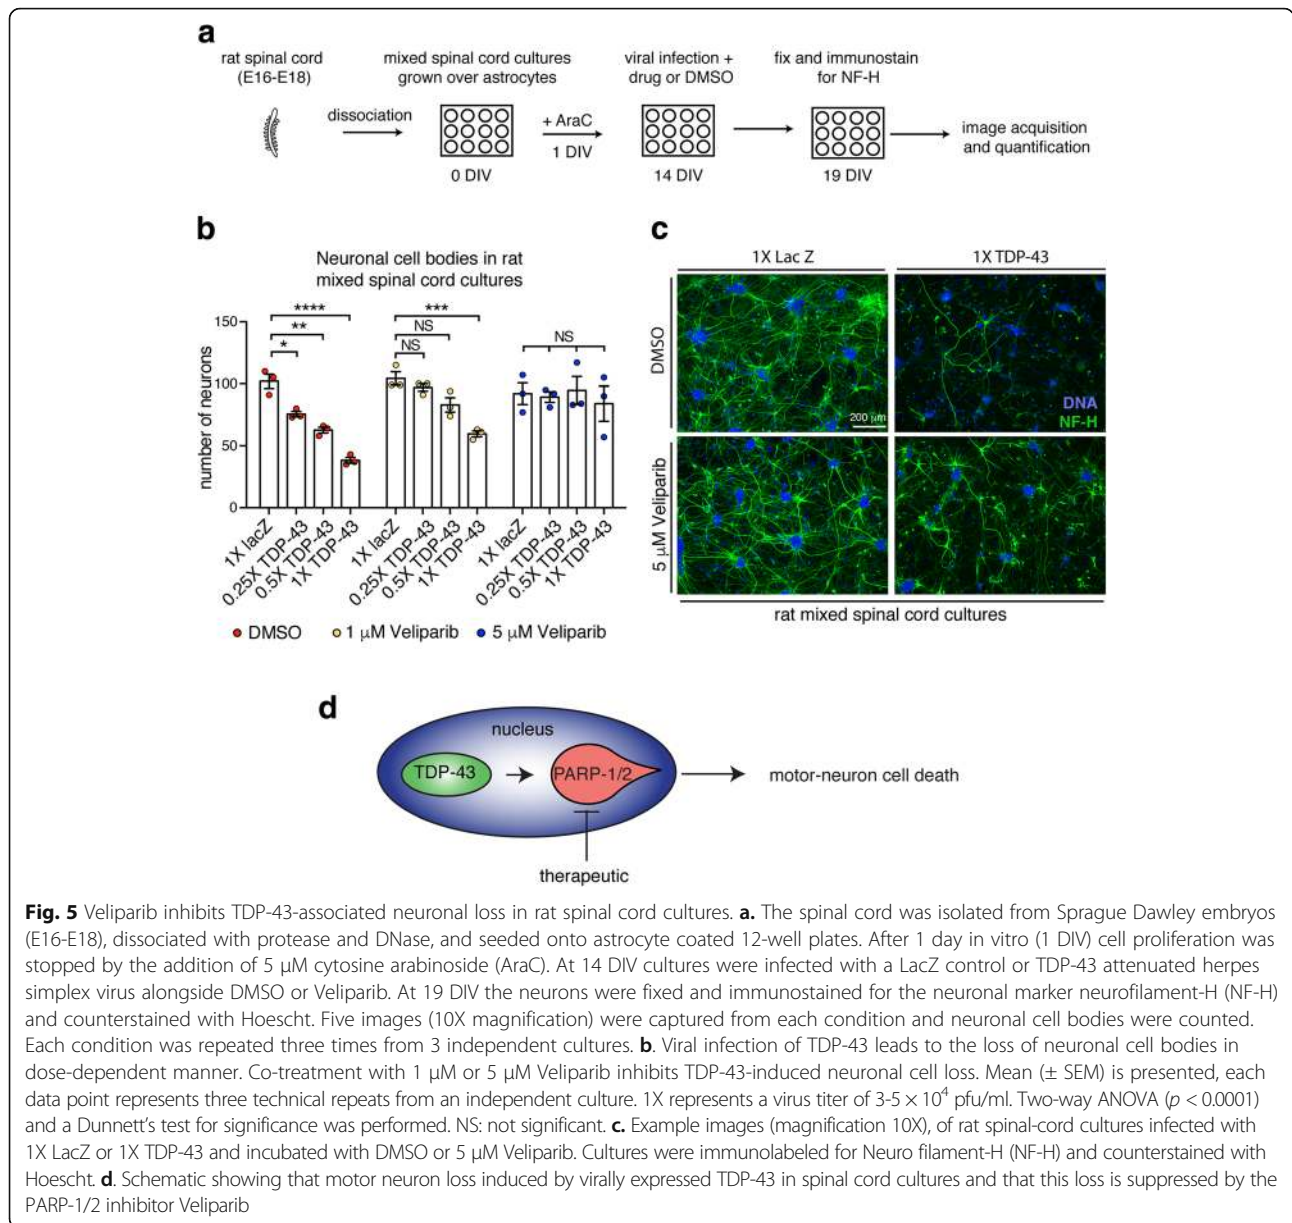 a
rat spinal cord
(E16-E18)
mixed spinal cord cultures
grown over astrocytes
viral infection +
drug or DMSO
fix and immunostain
for NF-H
dissociation
+ AraC
1 DIV
image acquisition
and quantification
0 DIV
14 DIV
19 DIV
b
Neuronal cell bodies in rat
mixed spinal cord cultures
number of neurons
150
100
50
0
****
**
*
***
NS
NS
NS
1X lacZ
0.25X TDP-43
0.5X TDP-43
1X TDP-43
1X lacZ
0.25X TDP-43
0.5X TDP-43
1X TDP-43
1X lacZ
0.25X TDP-43
0.5X TDP-43
1X TDP-43
DMSO
1 µM Veliparib
5 µM Veliparib
c
1X Lac Z
1X TDP-43
DMSO
5 µM Veliparib
200 µm
DNA
NF-H
rat mixed spinal cord cultures
d
nucleus
TDP-43
PARP-1/2
motor-neuron cell death
therapeutic
Fig. 5 Veliparib inhibits TDP-43-associated neuronal loss in rat spinal cord cultures. a. The spinal cord was isolated from Sprague Dawley embryos
(E16-E18), dissociated with protease and DNase, and seeded onto astrocyte coated 12-well plates. After 1 day in vitro (1 DIV) cell proliferation was
stopped by the addition of 5 µM cytosine arabinoside (AraC). At 14 DIV cultures were infected with a LacZ control or TDP-43 attenuated herpes
simplex virus alongside DMSO or Veliparib. At 19 DIV the neurons were fixed and immunostained for the neuronal marker neurofilament-H (NF-H)
and counterstained with Hoescht. Five images (10X magnification) were captured from each condition and neuronal cell bodies were counted.
Each condition was repeated three times from 3 independent cultures. b. Viral infection of TDP-43 leads to the loss of neuronal cell bodies in
dose-dependent manner. Co-treatment with 1 µM or 5 µM Veliparib inhibits TDP-43-induced neuronal cell loss. Mean (± SEM) is presented, each
data point represents three technical repeats from an independent culture. 1X represents a virus titer of 3-5 × 10⁴ pfu/ml. Two-way ANOVA (p < 0.0001)
and a Dunnett's test for significance was performed. NS: not significant. c. Example images (magnification 10X), of rat spinal-cord cultures infected with
1X LacZ or 1X TDP-43 and incubated with DMSO or 5 µM Veliparib. Cultures were immunolabeled for Neuro filament-H (NF-H) and counterstained with
Hoescht. d. Schematic showing that motor neuron loss induced by virally expressed TDP-43 in spinal cord cultures and that this loss is suppressed by the
PARP-1/2 inhibitor Veliparib